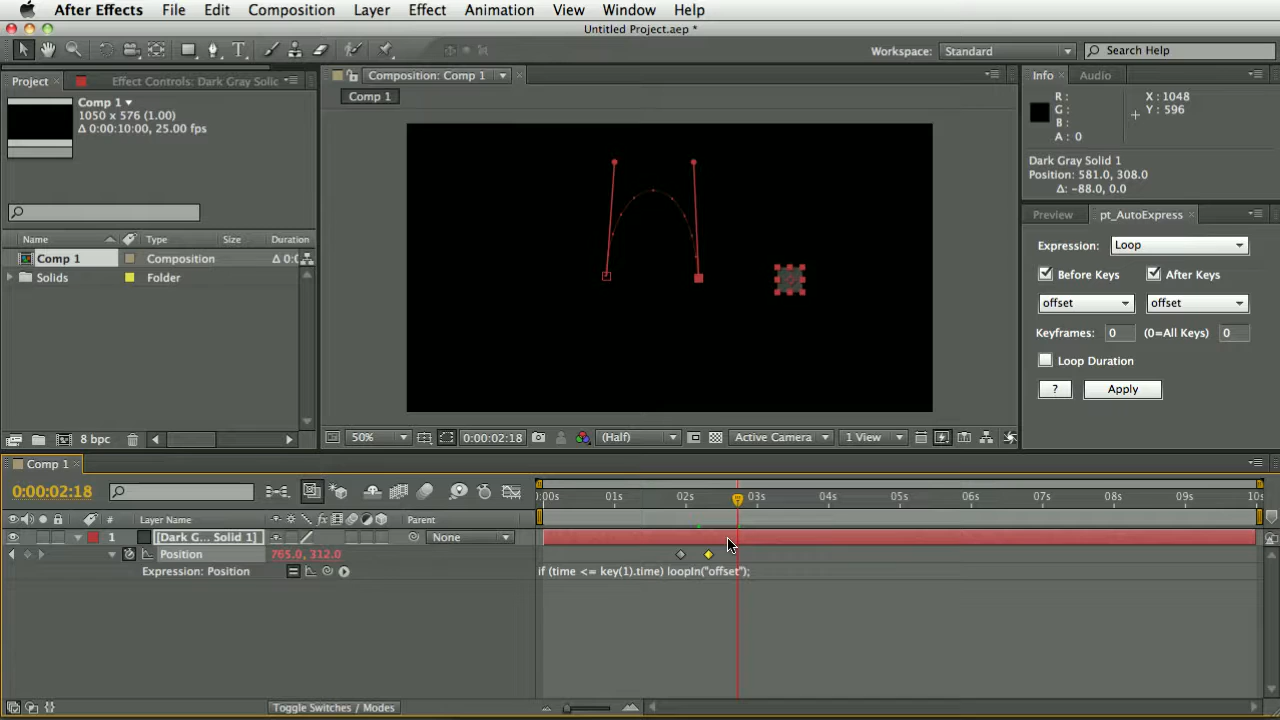 After Effects File Edit Composition Layer Effect Animation View Window Help
Untitled Project.aep *
Workspace: Standard Search Help
Project Effect Controls: Dark Gray Solid
Comp 1
1050 x 576 (1.00)
Δ 0:00:10:00, 25.00 fps
Name Type Size Duration
Comp 1 Composition Δ 0:0
Solids Folder
8 bpc
Composition: Comp 1
Comp 1
50% 0:00:02:18 (Half) Active Camera 1 View
Info Audio
R :
G :
B :
A : 0
X : 1048
Y : 596
Dark Gray Solid 1
Position: 581.0, 308.0
Δ: -88.0, 0.0
Preview pt_AutoExpress
Expression: Loop
Before Keys After Keys
offset offset
Keyframes: 0 (0=All Keys) 0
Loop Duration
? Apply
Comp 1
0:00:02:18
:00s 01s 02s 03s 04s 05s 06s 07s 08s 09s 10s
# Layer Name Parent
1 [Dark G... Solid 1] None
Position 765.0, 312.0
Expression: Position if (time <= key(1).time) loopIn("offset");
Toggle Switches / Modes